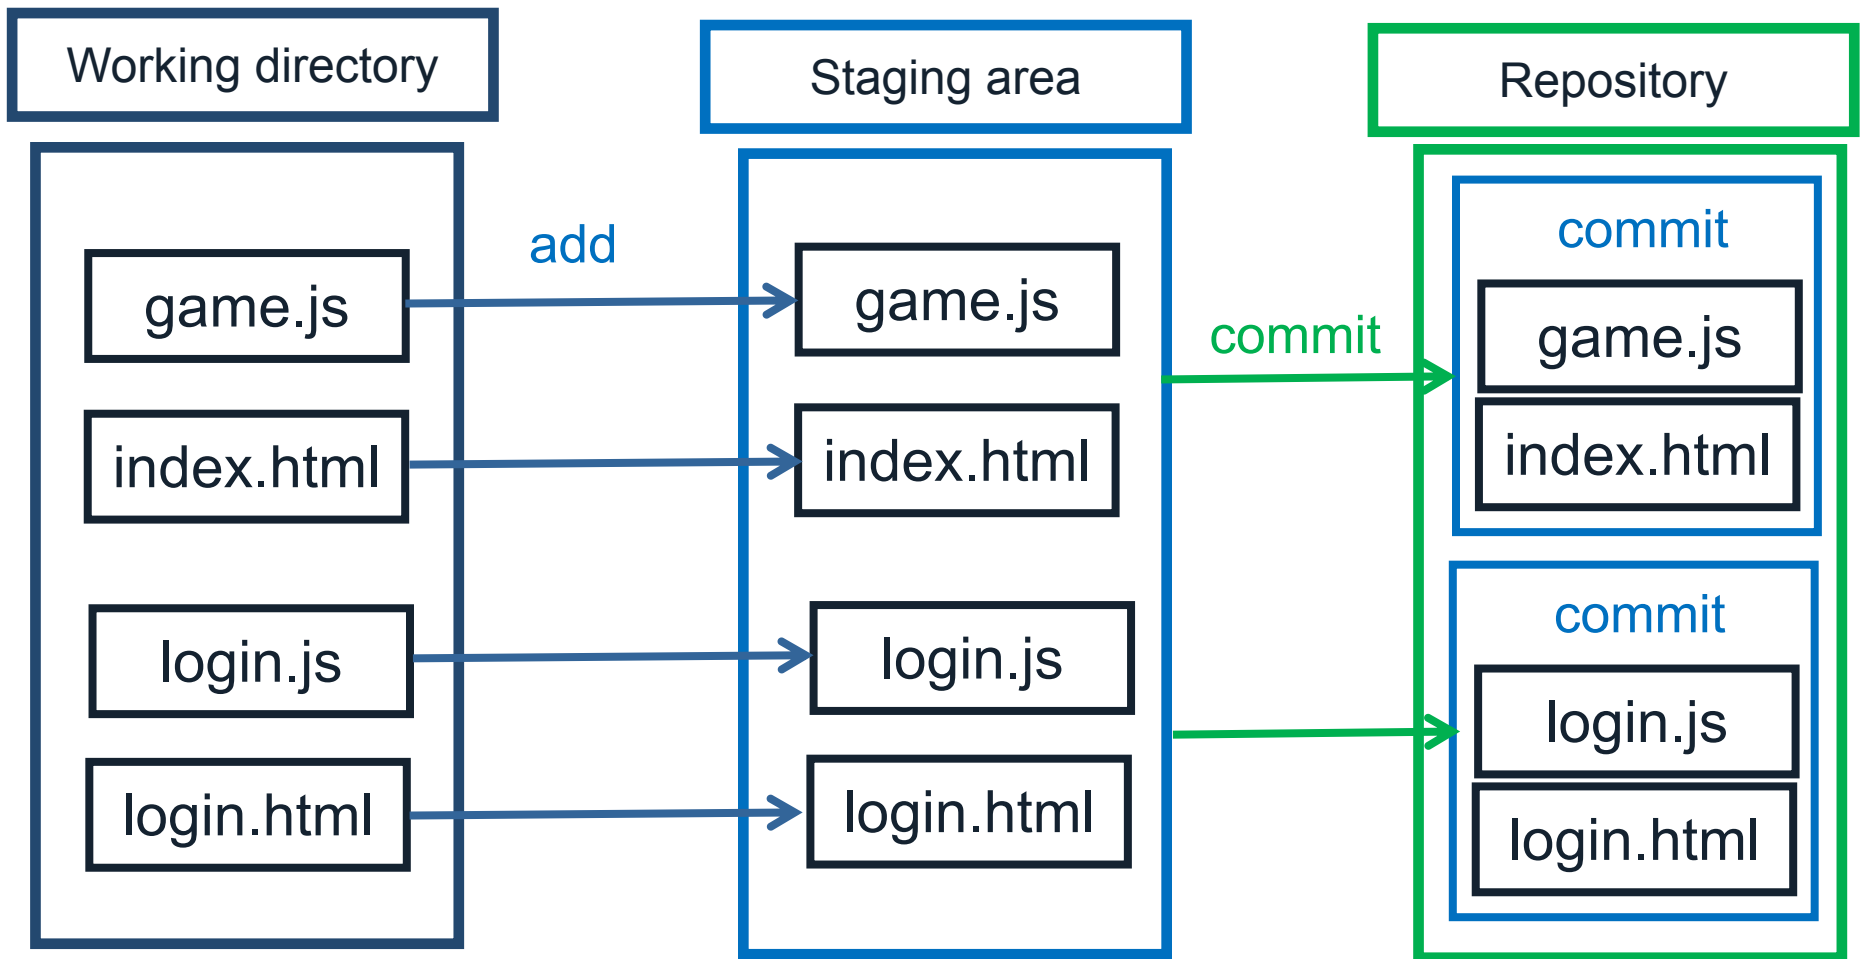 Working directory
Staging area
Repository
game.js
index.html
login.js
login.html
add
game.js
index.html
login.js
login.html
commit
commit
game.js
index.html
commit
login.js
login.html